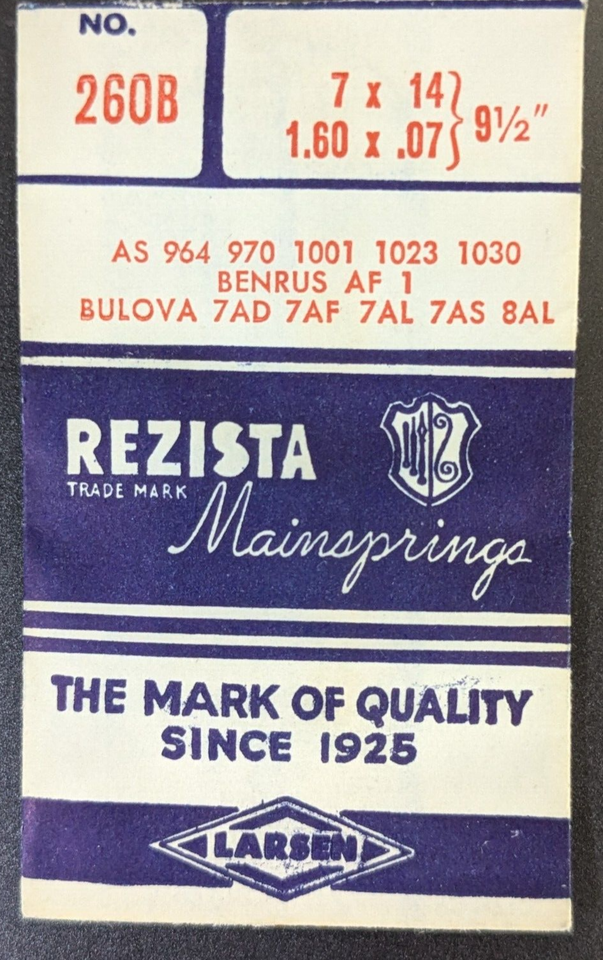 NO.
260B
7 x 14
1.60 x .07} 9½"
AS 964 970 1001 1023 1030
BENRUS AF 1
BULOVA 7AD 7AF 7AL 7AS 8AL
REZISTA
TRADE MARK
Mainsprings
THE MARK OF QUALITY
SINCE 1925
LARSEN